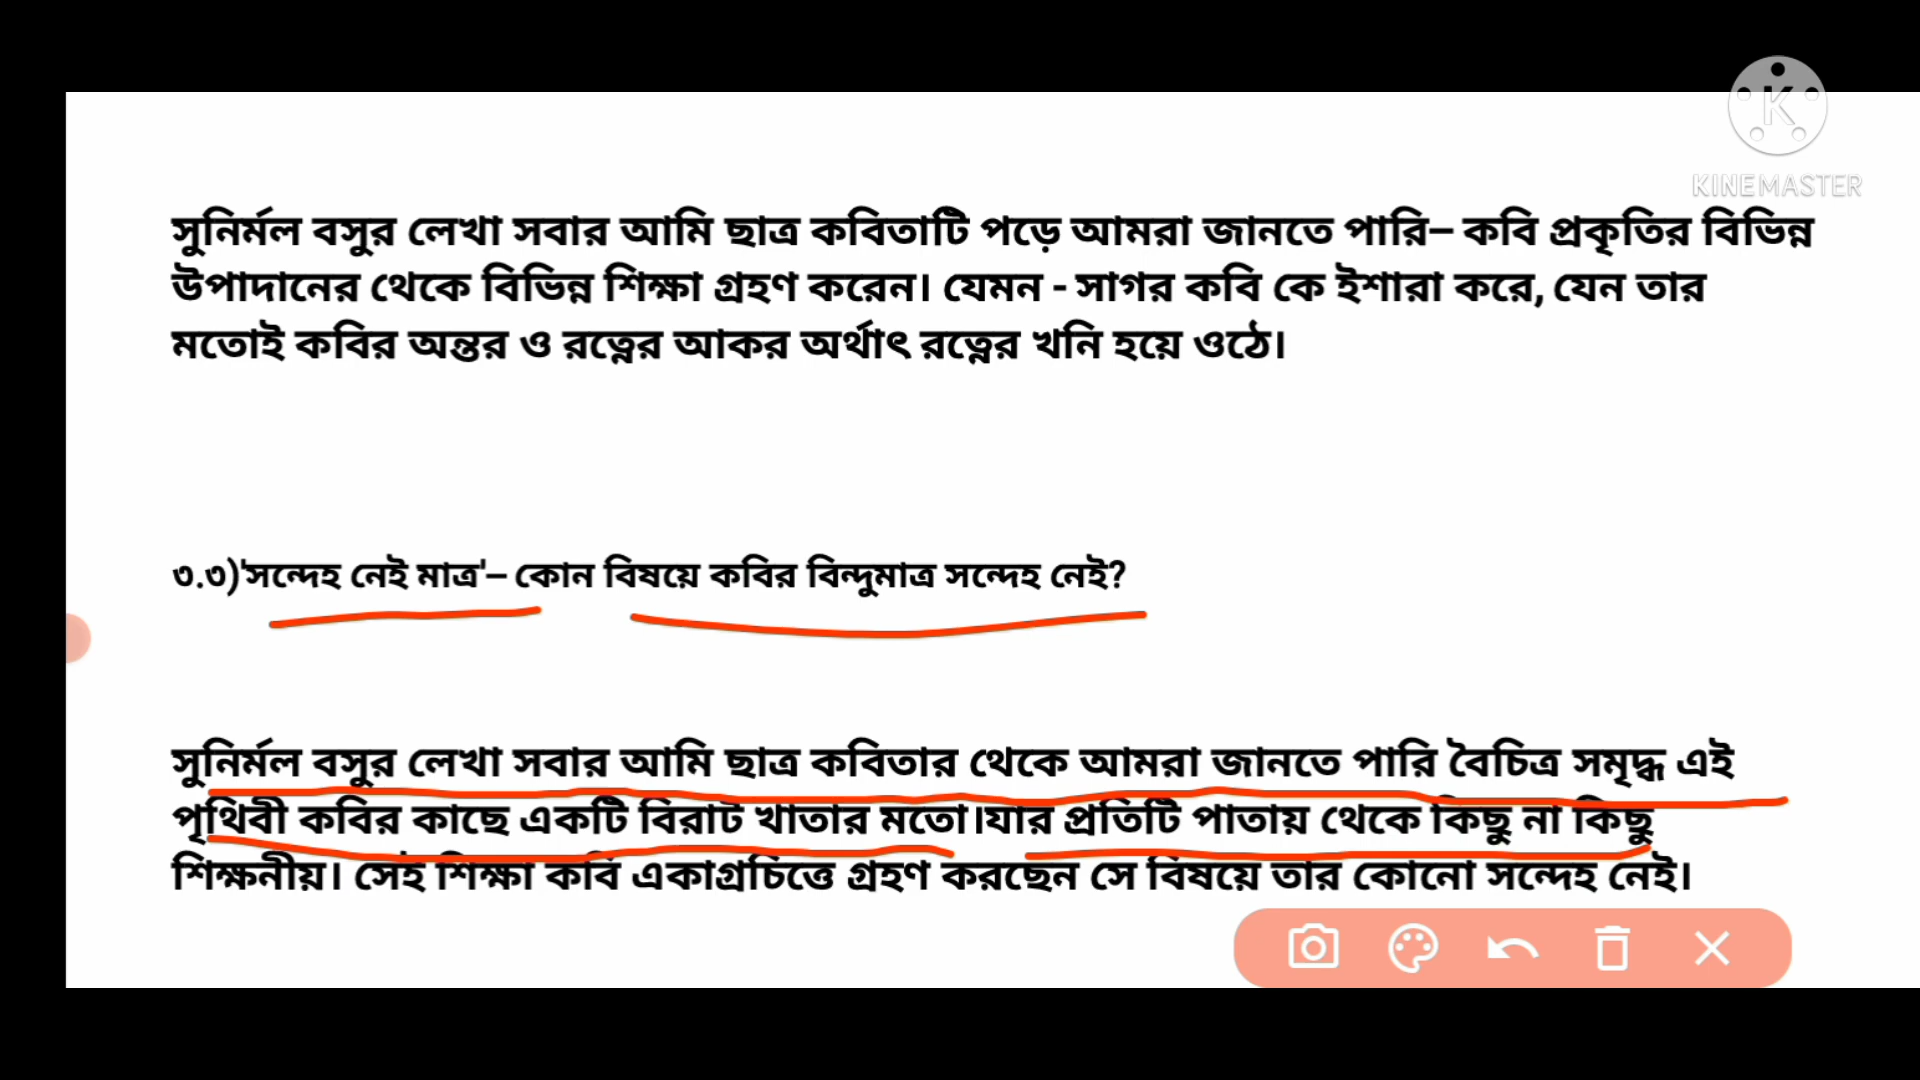 KINEMASTER
সুনির্মল বসুর লেখা সবার আমি ছাত্র কবিতাটি পড়ে আমরা জানতে পারি– কবি প্রকৃতির বিভিন্ন
উপাদানের থেকে বিভিন্ন শিক্ষা গ্রহণ করেন। যেমন - সাগর কবি কে ইশারা করে, যেন তার
মতোই কবির অন্তর ও রত্নের আকর অর্থাৎ রত্নের খনি হয়ে ওঠে।
৩.৩)'সন্দেহ নেই মাত্র'– কোন বিষয়ে কবির বিন্দুমাত্র সন্দেহ নেই?
সুনির্মল বসুর লেখা সবার আমি ছাত্র কবিতার থেকে আমরা জানতে পারি বৈচিত্র সমৃদ্ধ এই
পৃথিবী কবির কাছে একটি বিরাট খাতার মতো।যার প্রতিটি পাতায় থেকে কিছু না কিছু
শিক্ষনীয়। সেই শিক্ষা কবি একাগ্রচিত্তে গ্রহণ করছেন সে বিষয়ে তার কোনো সন্দেহ নেই।